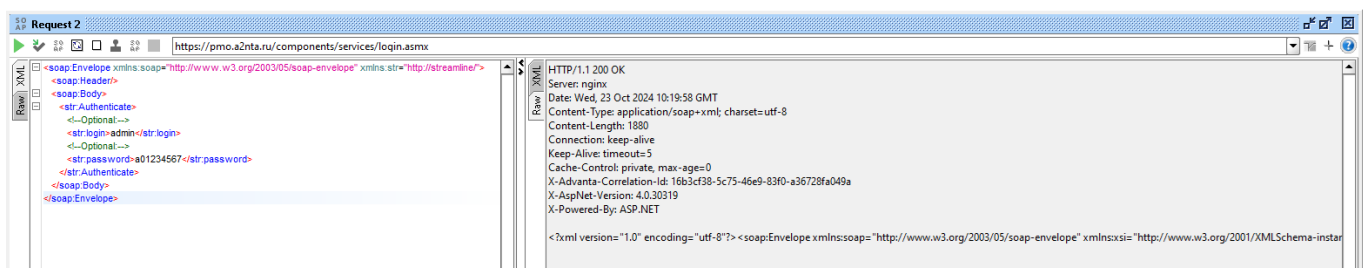 SOAP Request 2
https://pmo.a2nta.ru/components/services/login.asmx
XML
Raw
<soap:Envelope xmlns:soap="http://www.w3.org/2003/05/soap-envelope" xmlns:str="http://streamline/">
<soap:Header/>
<soap:Body>
<str:Authenticate>
<!--Optional:-->
<str:login>admin</str:login>
<!--Optional:-->
<str:password>a01234567</str:password>
</str:Authenticate>
</soap:Body>
</soap:Envelope>
XML
Raw
HTTP/1.1 200 OK
Server: nginx
Date: Wed, 23 Oct 2024 10:19:58 GMT
Content-Type: application/soap+xml; charset=utf-8
Content-Length: 1880
Connection: keep-alive
Keep-Alive: timeout=5
Cache-Control: private, max-age=0
X-Advanta-Correlation-Id: 16b3cf38-5c75-46e9-83f0-a36728fa049a
X-AspNet-Version: 4.0.30319
X-Powered-By: ASP.NET
<?xml version="1.0" encoding="utf-8"?><soap:Envelope xmlns:soap="http://www.w3.org/2003/05/soap-envelope" xmlns:xsi="http://www.w3.org/2001/XMLSchema-instar